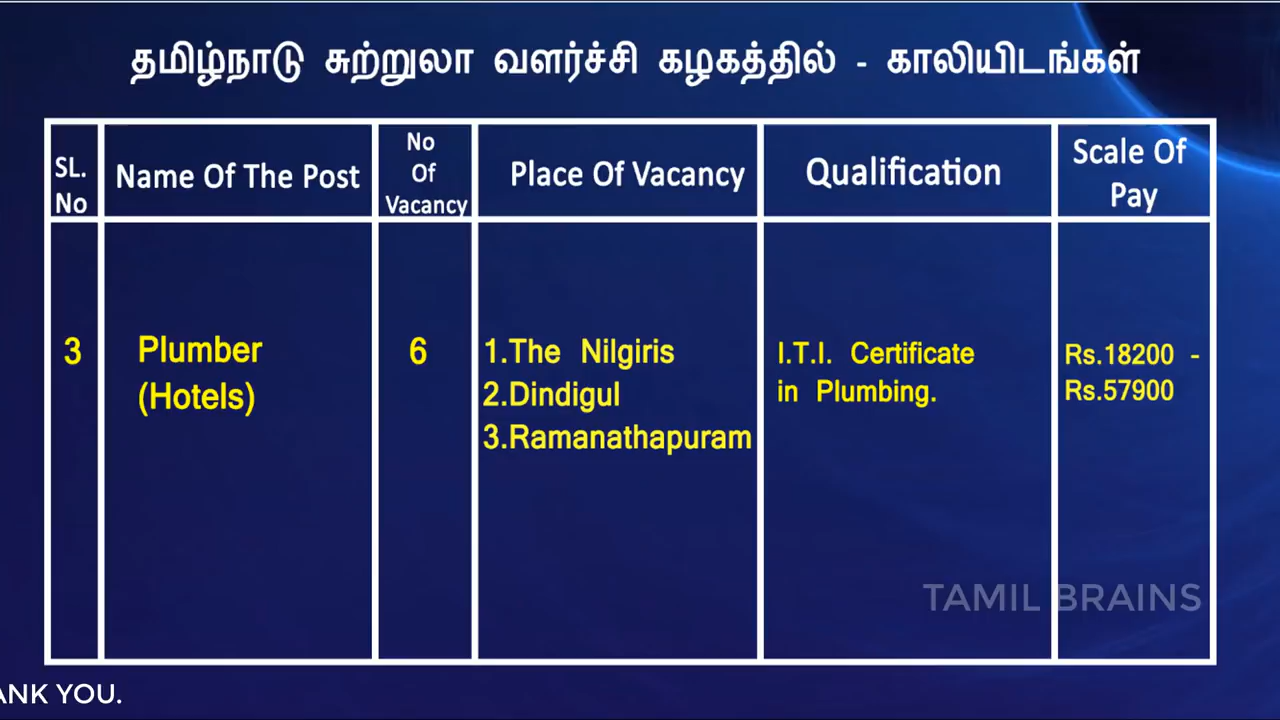 தமிழ்நாடு சுற்றுலா வளர்ச்சி கழகத்தில் - காலியிடங்கள்
SL. No
Name Of The Post
No Of Vacancy
Place Of Vacancy
Qualification
Scale Of Pay
3
Plumber
(Hotels)
6
1.The Nilgiris
2.Dindigul
3.Ramanathapuram
I.T.I. Certificate
in Plumbing.
Rs.18200 -
Rs.57900
TAMIL BRAINS
ANK YOU.